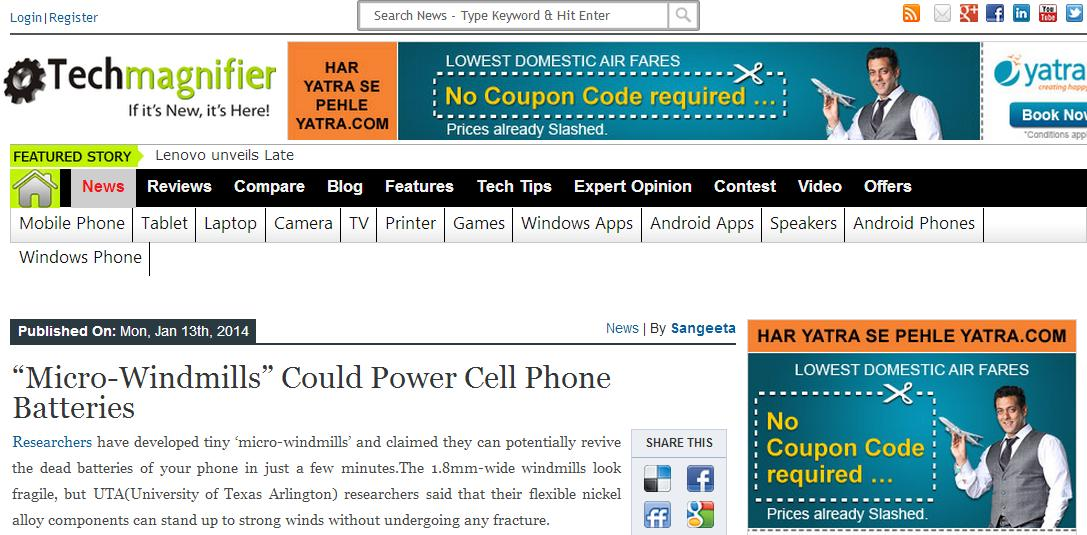 Login|Register
Search News - Type Keyword & Hit Enter
You
Tube
Techmagnifier
If it's New, it's Here!
HAR
YATRA SE
PEHLE
YATRA.COM
LOWEST DOMESTIC AIR FARES
No Coupon Code required ...
Prices already Slashed.
yatra
creating happy
Book Now
*Conditions appl
FEATURED STORY
Lenovo unveils Late
News Reviews Compare Blog Features Tech Tips Expert Opinion Contest Video Offers
Mobile Phone Tablet Laptop Camera TV Printer Games Windows Apps Android Apps Speakers Android Phones
Windows Phone
Published On: Mon, Jan 13th, 2014
News | By Sangeeta
“Micro-Windmills” Could Power Cell Phone
Batteries
Researchers have developed tiny ‘micro-windmills’ and claimed they can potentially revive
the dead batteries of your phone in just a few minutes.The 1.8mm-wide windmills look
fragile, but UTA(University of Texas Arlington) researchers said that their flexible nickel
alloy components can stand up to strong winds without undergoing any fracture.
SHARE THIS
HAR YATRA SE PEHLE YATRA.COM
LOWEST DOMESTIC AIR FARES
No
Coupon Code
required ...
Prices already Slashed.